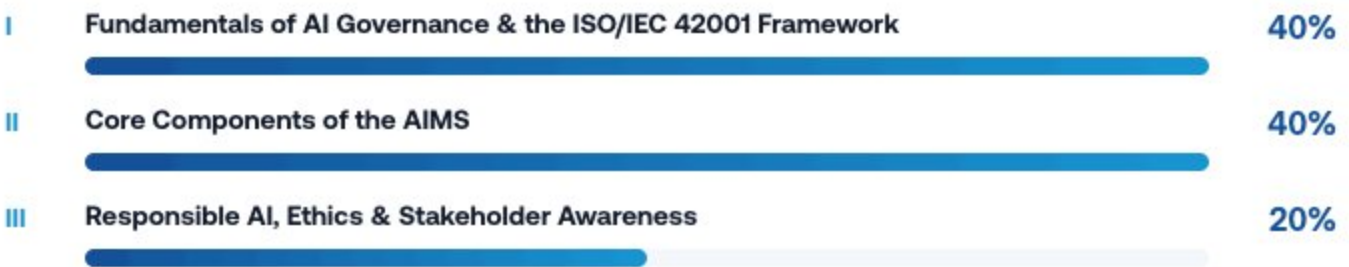 I Fundamentals of AI Governance & the ISO/IEC 42001 Framework 40%
II Core Components of the AIMS 40%
III Responsible AI, Ethics & Stakeholder Awareness 20%